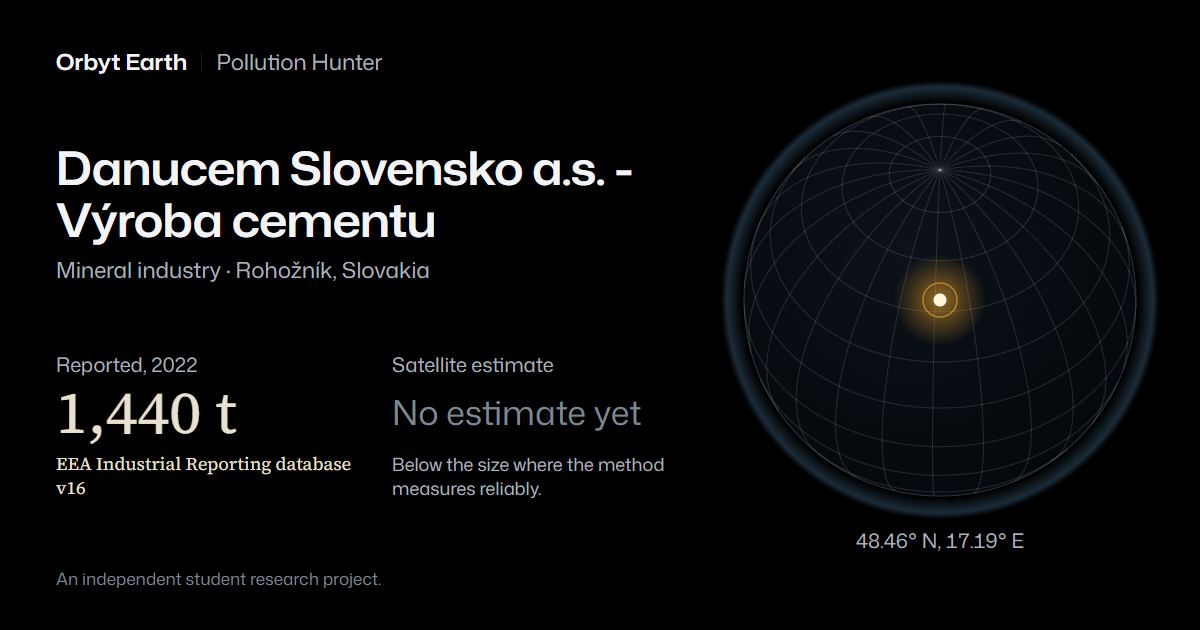 Orbyt Earth | Pollution Hunter
Danucem Slovensko a.s. -
Výroba cementu
Mineral industry · Rohožník, Slovakia
Reported, 2022
1,440 t
EEA Industrial Reporting database
v16
Satellite estimate
No estimate yet
Below the size where the method
measures reliably.
48.46° N, 17.19° E
An independent student research project.